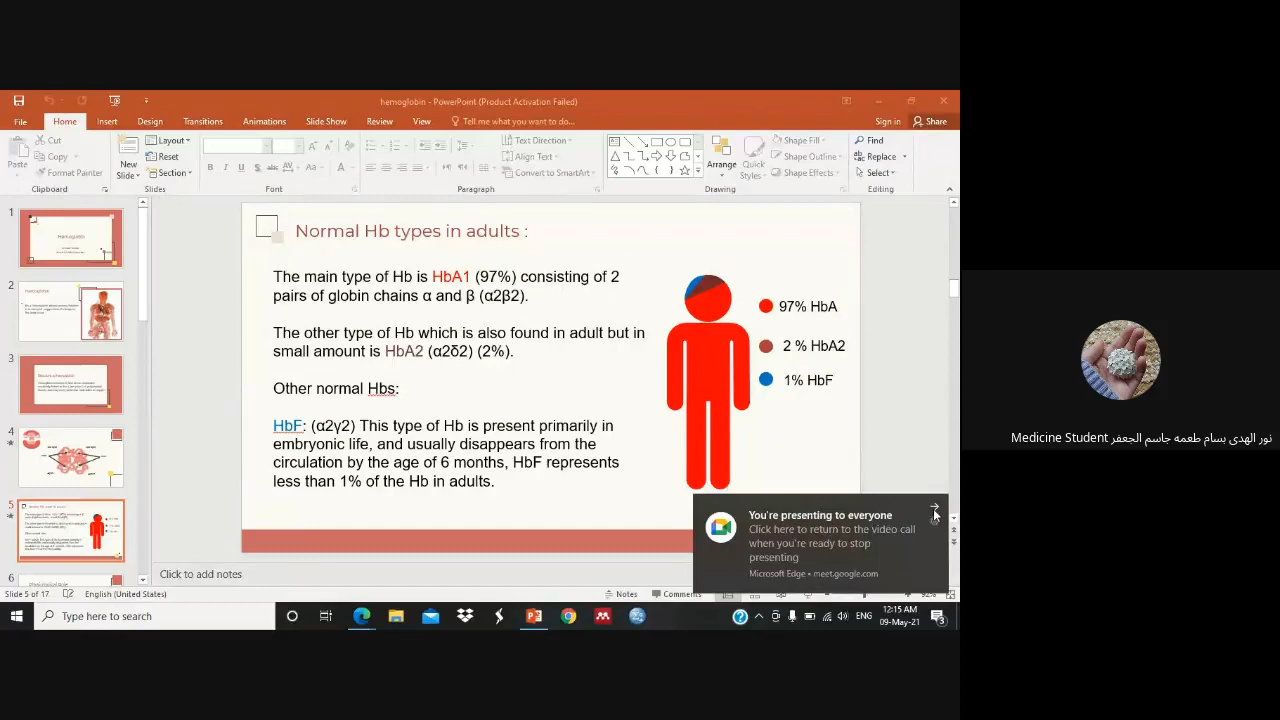 hemoglobin - PowerPoint (Product Activation Failed)
File Home Insert Design Transitions Animations Slide Show Review View Tell me what you want to do... Sign in Share
Paste Cut Copy Format Painter
Clipboard
New Slide Layout Reset Section
Slides
Font
Text Direction Align Text Convert to SmartArt
Paragraph
Arrange Quick Styles Shape Fill Shape Outline Shape Effects
Drawing
Find Replace Select
Editing
1
2
3
4
5
6
Normal Hb types in adults :
The main type of Hb is HbA1 (97%) consisting of 2
pairs of globin chains α and β (α2β2).
The other type of Hb which is also found in adult but in
small amount is HbA2 (α2δ2) (2%).
Other normal Hbs:
HbF: (α2γ2) This type of Hb is present primarily in
embryonic life, and usually disappears from the
circulation by the age of 6 months, HbF represents
less than 1% of the Hb in adults.
97% HbA
2 % HbA2
1% HbF
You're presenting to everyone
Click here to return to the video call
when you're ready to stop
presenting
Microsoft Edge • meet.google.com
Click to add notes
Slide 5 of 17 English (United States) Notes Comments 92%
Type here to search
ENG
12:15 AM
09-May-21
3
Medicine Student نور الهدى بسام طعمه جاسم الجعفر